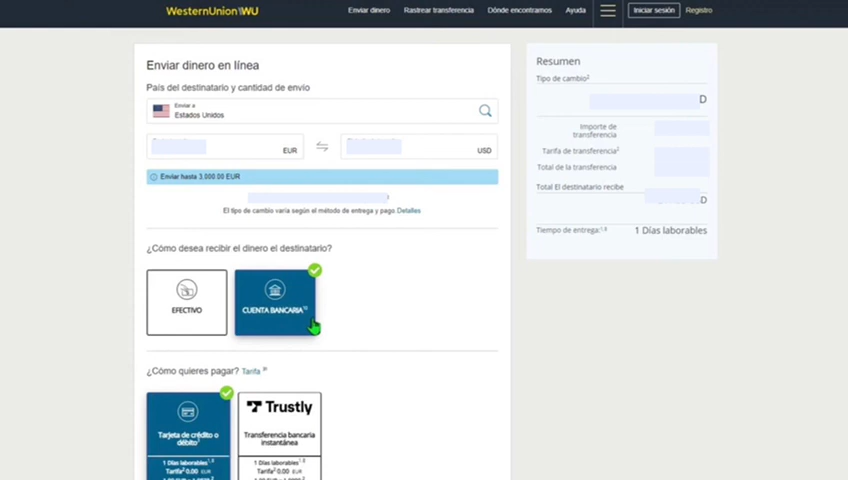 WesternUnion WU
Enviar dinero
Rastrear transferencia
Dónde encontrarnos
Ayuda
Iniciar sesión
Registro
Enviar dinero en línea
País del destinatario y cantidad de envío
Enviar a
Estados Unidos
EUR
USD
Enviar hasta 3,000.00 EUR
El tipo de cambio varía según el método de entrega y pago. Detalles
¿Cómo desea recibir el dinero el destinatario?
EFECTIVO
CUENTA BANCARIA
¿Cómo quieres pagar? Tarifa
Tarjeta de crédito o
débito
1 Días laborables
Tarifa 0.00 EUR
Trustly
Transferencia bancaria
instantánea
1 Días laborables
Tarifa 0.00 EUR
Resumen
Tipo de cambio
D
Importe de
transferencia
Tarifa de transferencia
Total de la transferencia
Total El destinatario recibe
D
Tiempo de entrega: 1 Días laborables